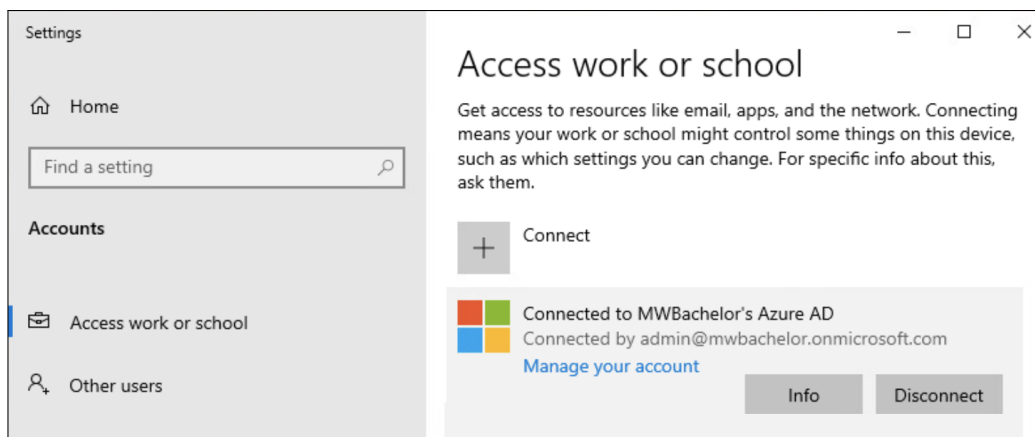 Settings
Home
Find a setting
Accounts
Access work or school
Other users
Access work or school
Get access to resources like email, apps, and the network. Connecting
means your work or school might control some things on this device,
such as which settings you can change. For specific info about this,
ask them.
Connect
Connected to MWBachelor's Azure AD
Connected by admin@mwbachelor.onmicrosoft.com
Manage your account
Info
Disconnect